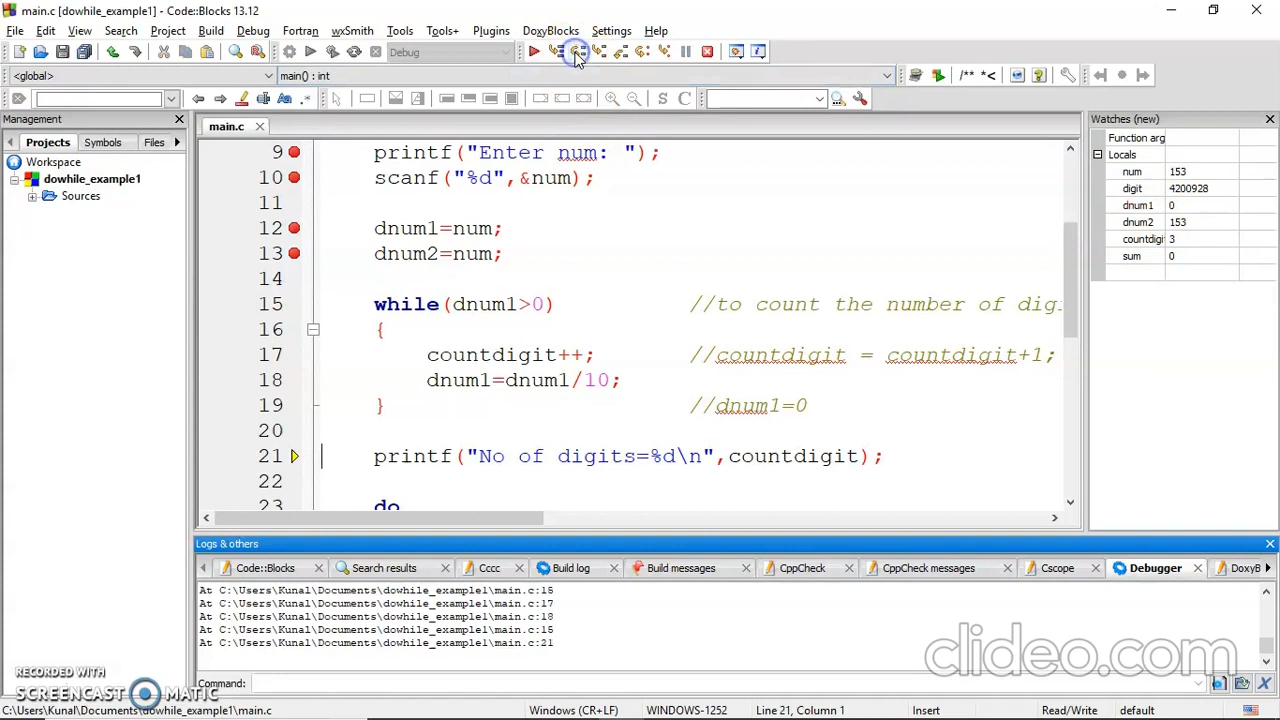 main.c [dowhile_example1] - Code::Blocks 13.12
File Edit View Search Project Build Debug Fortran wxSmith Tools Tools+ Plugins DoxyBlocks Settings Help
Debug
<global> main() : int /** *<
Aa .* S C
Management Watches (new)
Projects Symbols Files
Workspace
dowhile_example1
Sources
main.c
9 printf("Enter num: ");
10 scanf("%d",&num);
11
12 dnum1=num;
13 dnum2=num;
14
15 while(dnum1>0) //to count the number of dig
16 {
17 countdigit++; //countdigit = countdigit+1;
18 dnum1=dnum1/10;
19 } //dnum1=0
20
21 printf("No of digits=%d\n",countdigit);
22
23 do
Function arg
Locals
num 153
digit 4200928
dnum1 0
dnum2 153
countdigi 3
sum 0
Logs & others
Code::Blocks Search results Cccc Build log Build messages CppCheck CppCheck messages Cscope Debugger DoxyB
At C:\Users\Kunal\Documents\dowhile_example1\main.c:18
At C:\Users\Kunal\Documents\dowhile_example1\main.c:17
At C:\Users\Kunal\Documents\dowhile_example1\main.c:18
At C:\Users\Kunal\Documents\dowhile_example1\main.c:15
At C:\Users\Kunal\Documents\dowhile_example1\main.c:21
Command:
RECORDED WITH
SCREENCAST MATIC
clideo.com
C:\Users\Kunal\Documents\dowhile_example1\main.c Windows (CR+LF) WINDOWS-1252 Line 21, Column 1 Insert Read/Write default